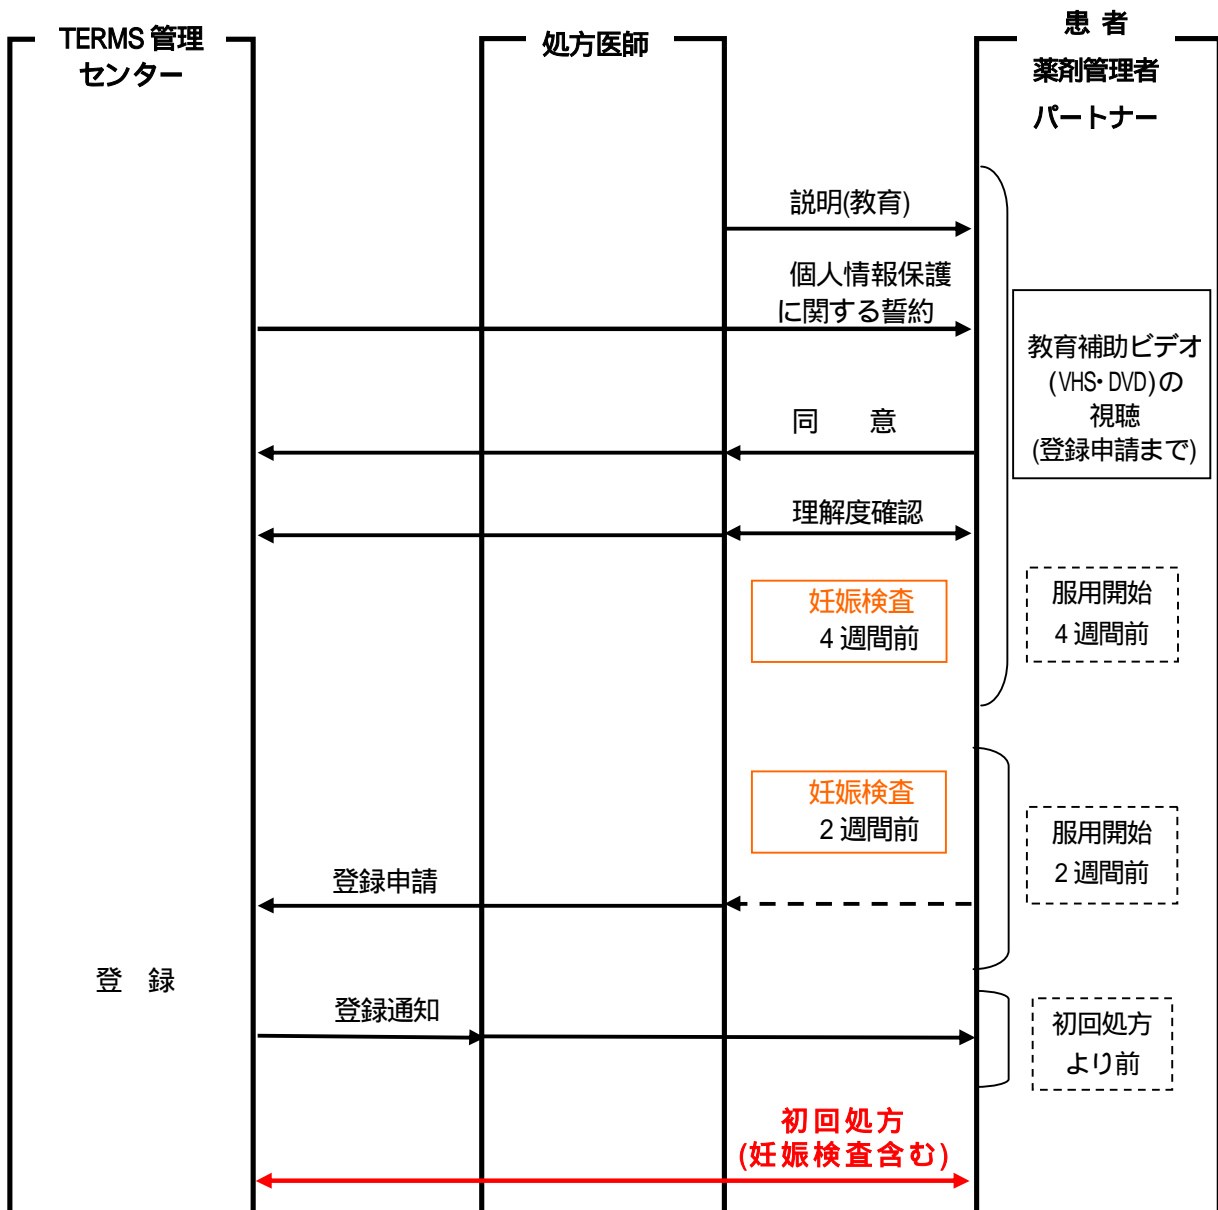 TERMS 管理
センター
処方医師
患 者
薬剤管理者
パートナー
説明(教育)
個人情報保護
に関する誓約
教育補助ビデオ
(VHS・DVD)の
視聴
(登録申請まで)
同 意
理解度確認
妊娠検査
4 週間前
服用開始
4 週間前
妊娠検査
2 週間前
服用開始
2 週間前
登録申請
登 録
登録通知
初回処方
より前
初回処方
(妊娠検査含む)